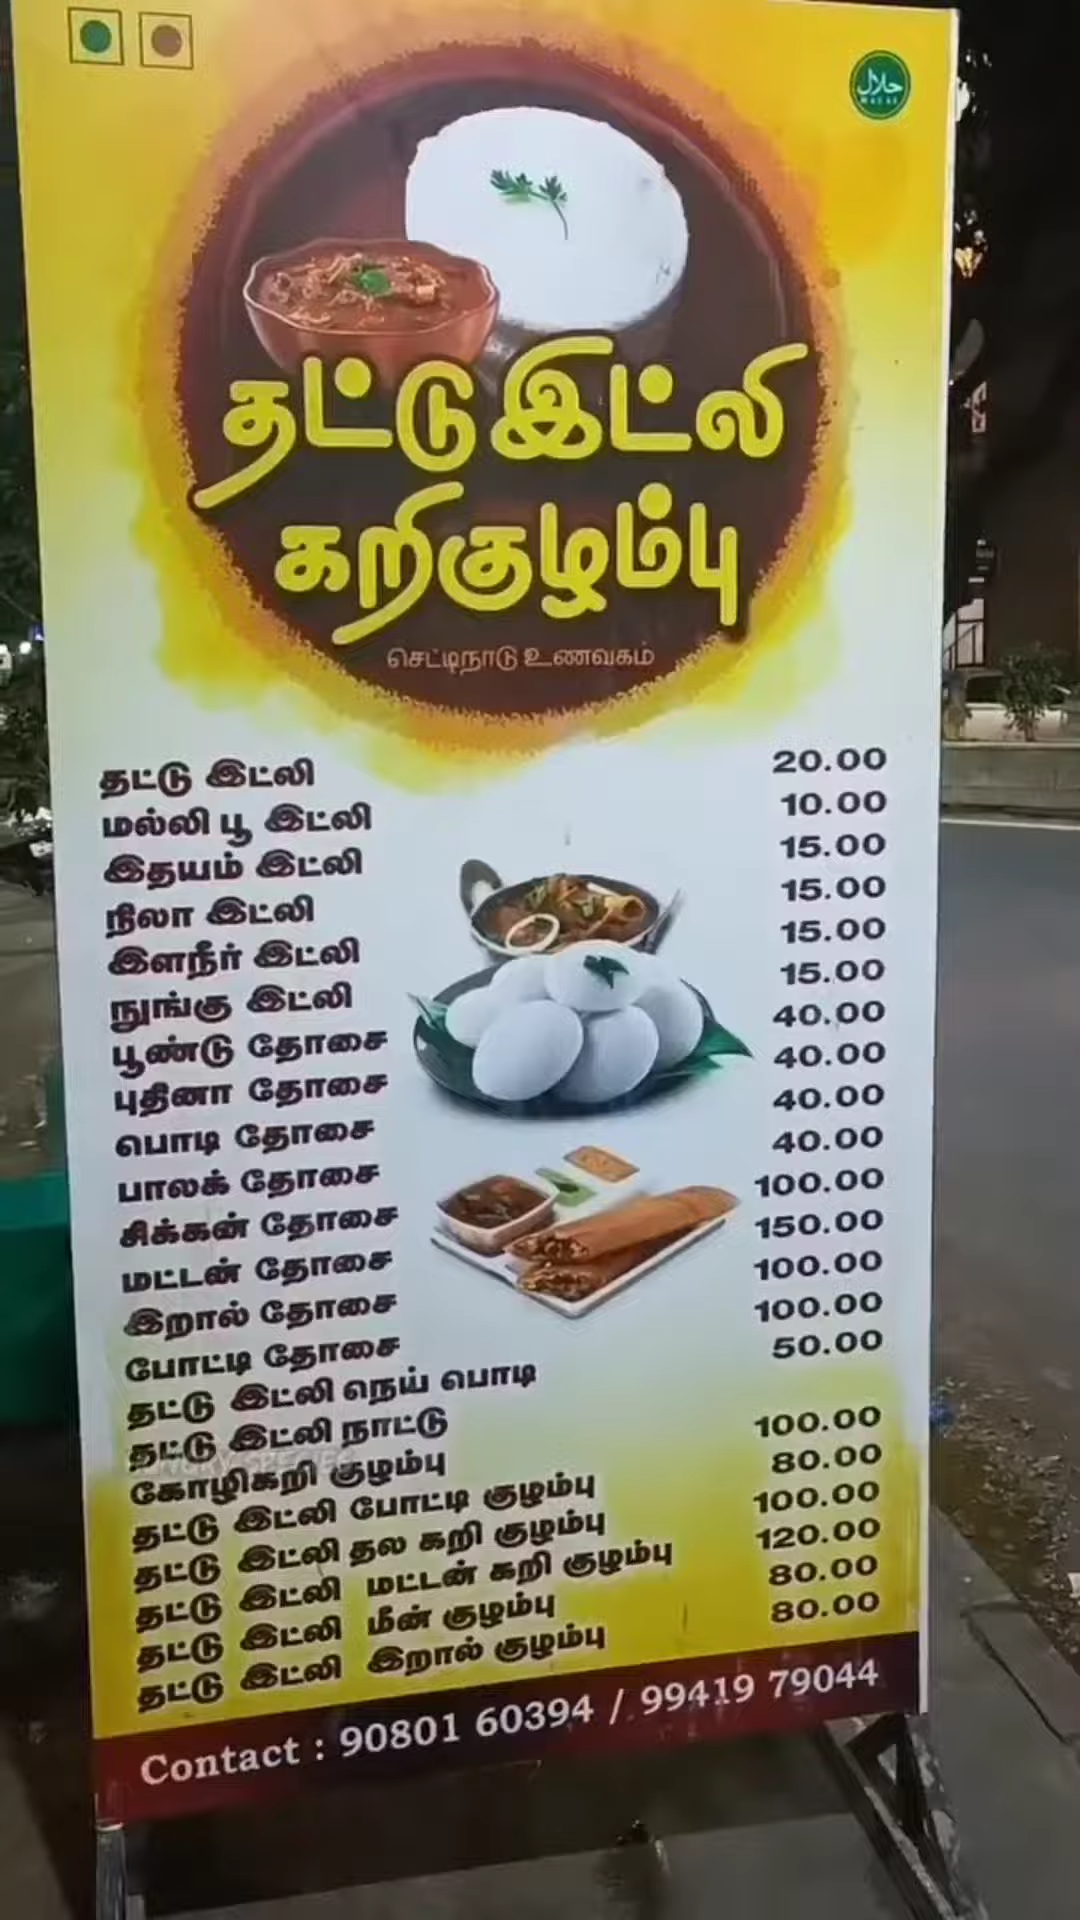 حلال
HALAL
தட்டு இட்லி
கறிகுழம்பு
செட்டிநாடு உணவகம்
தட்டு இட்லி 20.00
மல்லி பூ இட்லி 10.00
இதயம் இட்லி 15.00
நிலா இட்லி 15.00
இளநீர் இட்லி 15.00
நுங்கு இட்லி 15.00
பூண்டு தோசை 40.00
புதினா தோசை 40.00
பொடி தோசை 40.00
பாலக் தோசை 40.00
சிக்கன் தோசை 100.00
மட்டன் தோசை 150.00
இறால் தோசை 100.00
போட்டி தோசை 100.00
தட்டு இட்லி நெய் பொடி 50.00
தட்டு இட்லி நாட்டு
கோழிகறி குழம்பு 100.00
தட்டு இட்லி போட்டி குழம்பு 80.00
தட்டு இட்லி தல கறி குழம்பு 100.00
தட்டு இட்லி மட்டன் கறி குழம்பு 120.00
தட்டு இட்லி மீன் குழம்பு 80.00
தட்டு இட்லி இறால் குழம்பு 80.00
Contact : 90801 60394 / 99419 79044